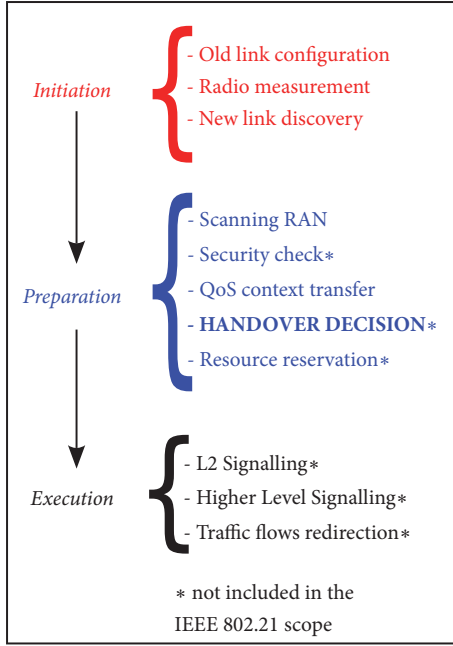 Initiation
- Old link configuration
- Radio measurement
- New link discovery
Preparation
- Scanning RAN
- Security check*
- QoS context transfer
- HANDOVER DECISION*
- Resource reservation*
Execution
- L2 Signalling*
- Higher Level Signalling*
- Traffic flows redirection*
* not included in the
IEEE 802.21 scope